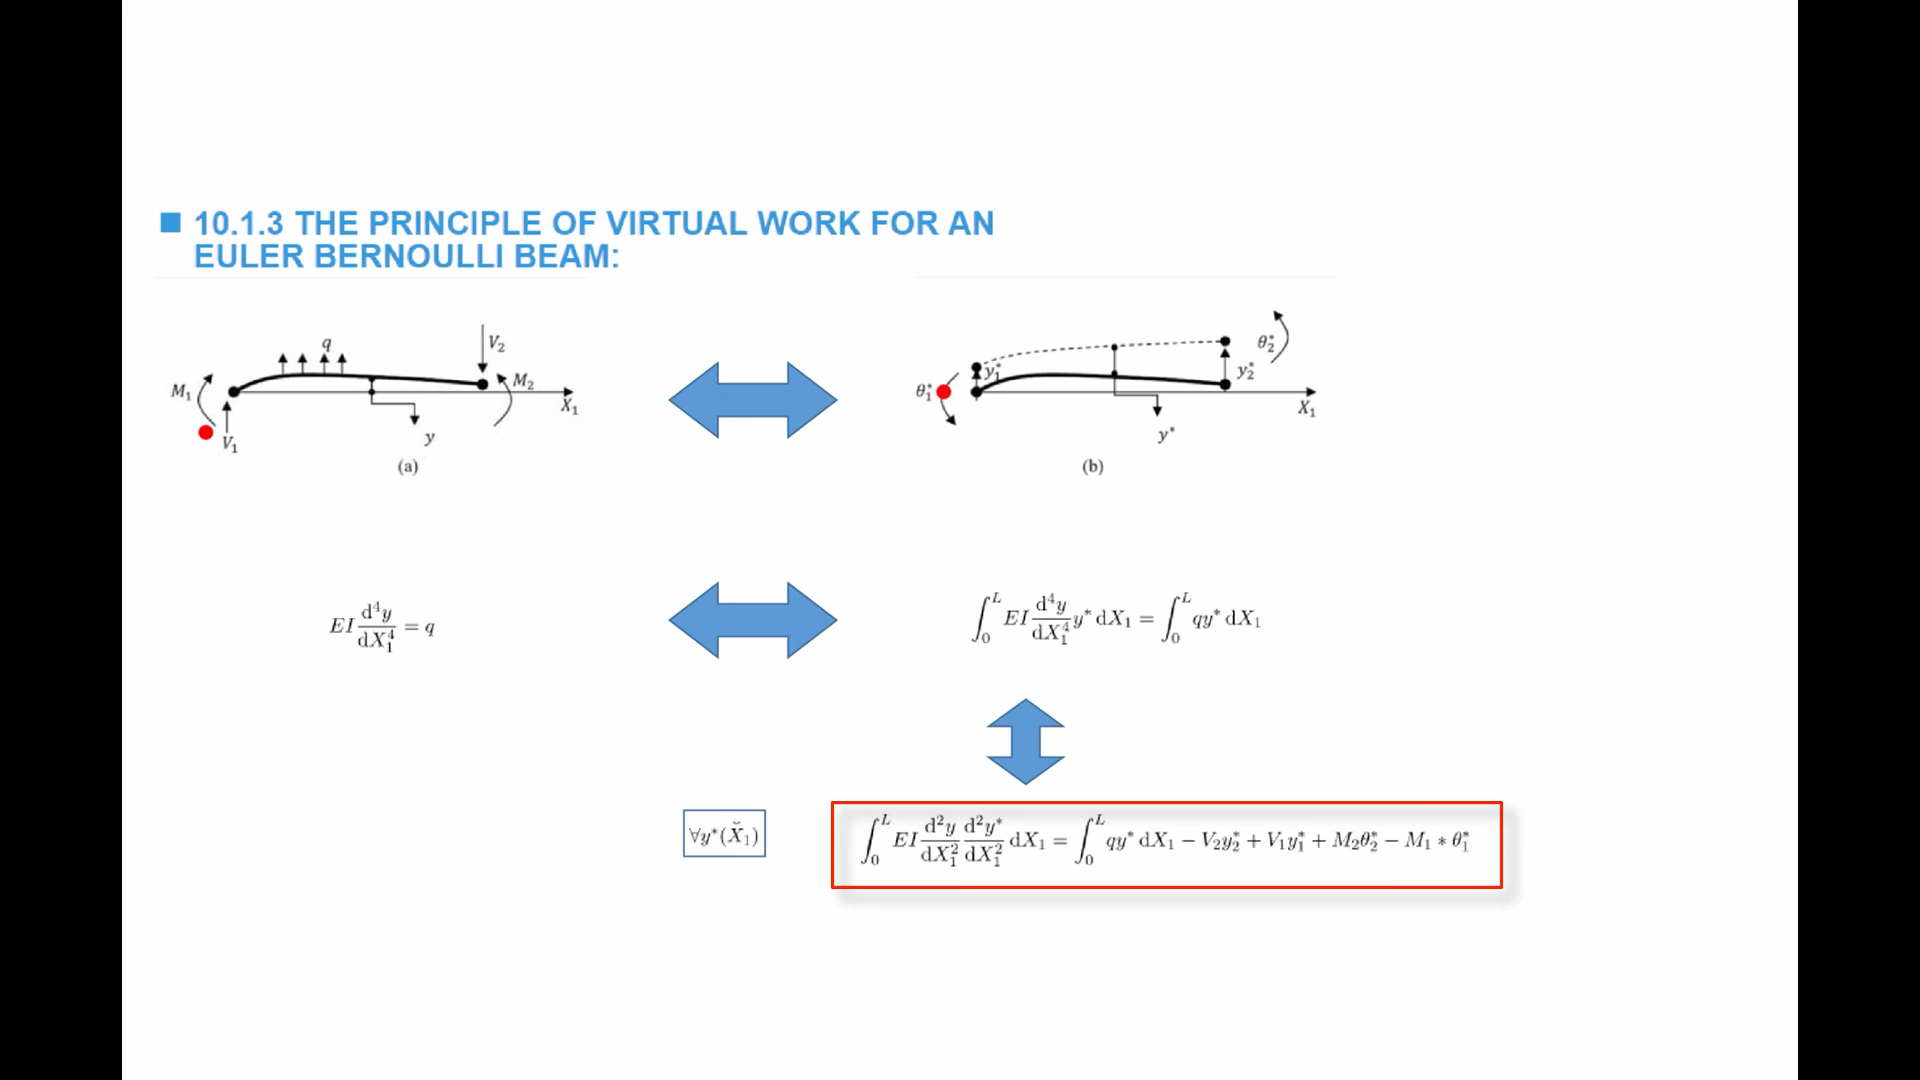 ■ 10.1.3 THE PRINCIPLE OF VIRTUAL WORK FOR AN
EULER BERNOULLI BEAM:
q
V₂
M₁
M₂
X₁
V₁
y
(a)
θ₂*
y₁*
y₂*
θ₁*
X₁
y*
(b)
EI d⁴y/dX₁⁴ = q
∫₀ᴸ EI d⁴y/dX₁⁴ y* dX₁ = ∫₀ᴸ qy* dX₁
∀y*(X̆₁)
∫₀ᴸ EI d²y/dX₁² d²y*/dX₁² dX₁ = ∫₀ᴸ qy* dX₁ − V₂y₂* + V₁y₁* + M₂θ₂* − M₁ * θ₁*